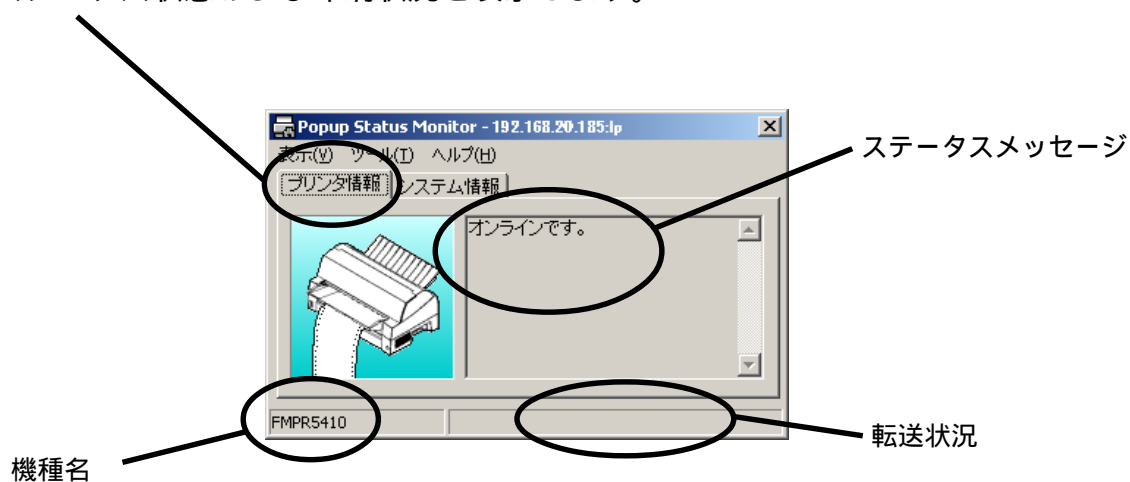 Popup Status Monitor - 192.168.20.185:lp
表示(V) ツール(T) ヘルプ(H)
ステータスメッセージ
プリンタ情報 システム情報
オンラインです。
FMPR5410
転送状況
機種名